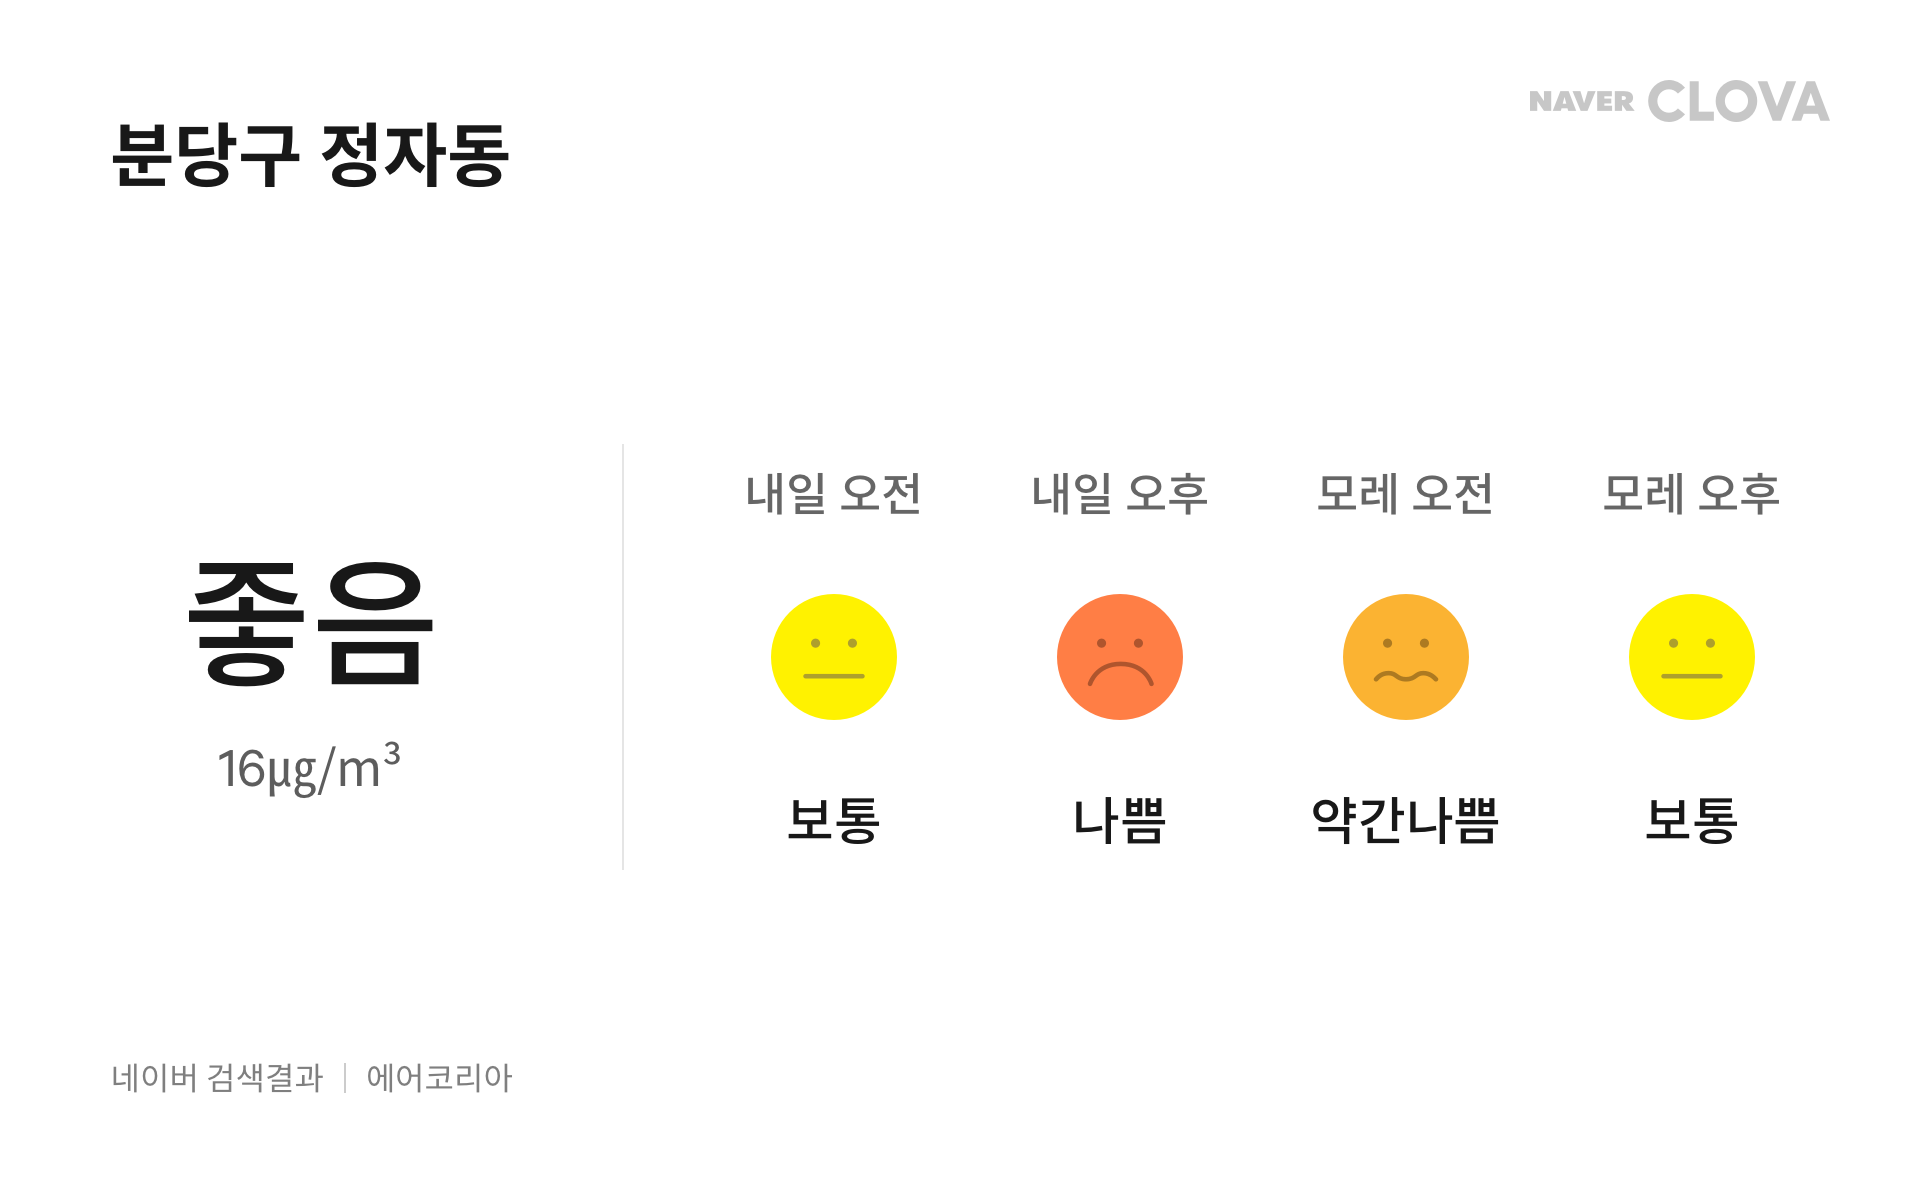 분당구 정자동
NAVER CLOVA
좋음
16µg/m³
내일 오전
보통
내일 오후
나쁨
모레 오전
약간나쁨
모레 오후
보통
네이버 검색결과 | 에어코리아